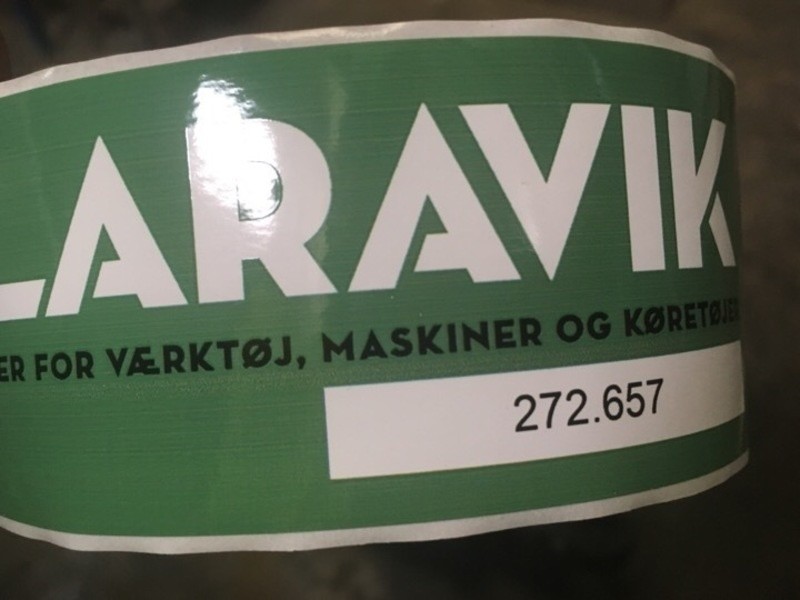 LARAVIK
ER FOR VÆRKTØJ, MASKINER OG KØRETØJER
272.657